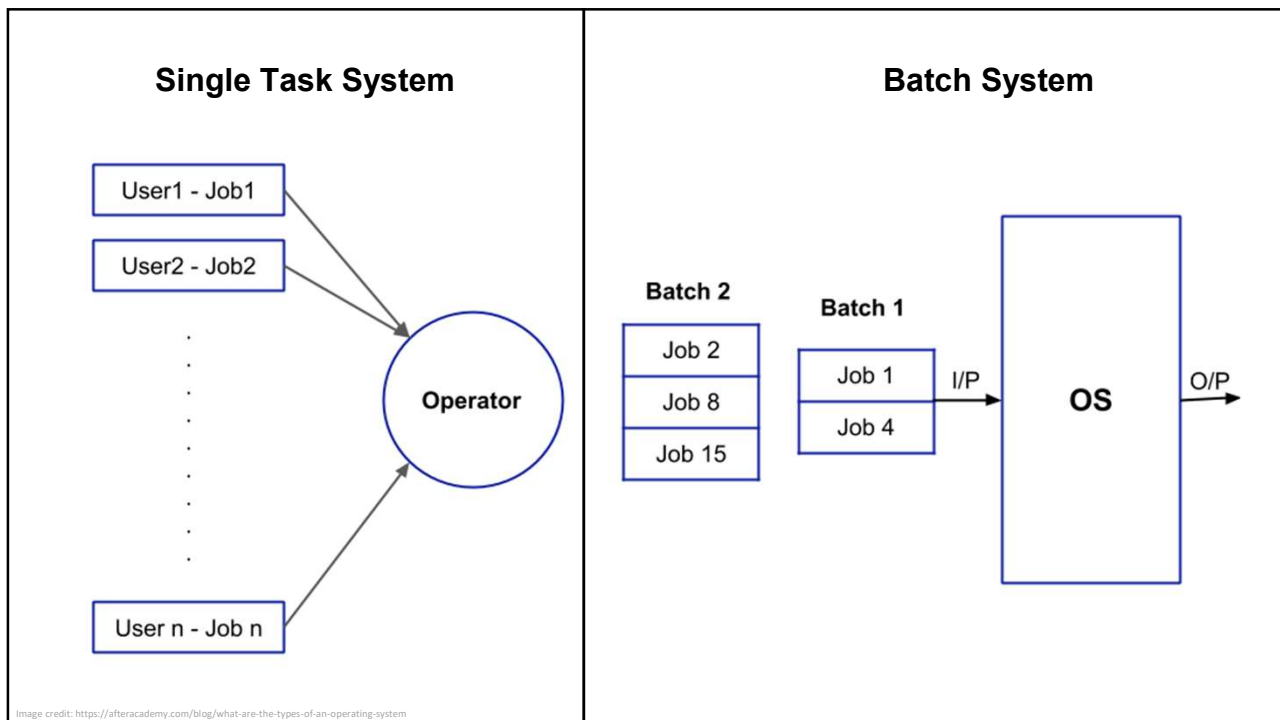 Single Task System
User1 - Job1
User2 - Job2
Operator
User n - Job n
Image credit: https://afteracademy.com/blog/what-are-the-types-of-an-operating-system
Batch System
Batch 2
Job 2
Job 8
Job 15
Batch 1
Job 1
Job 4
I/P
OS
O/P